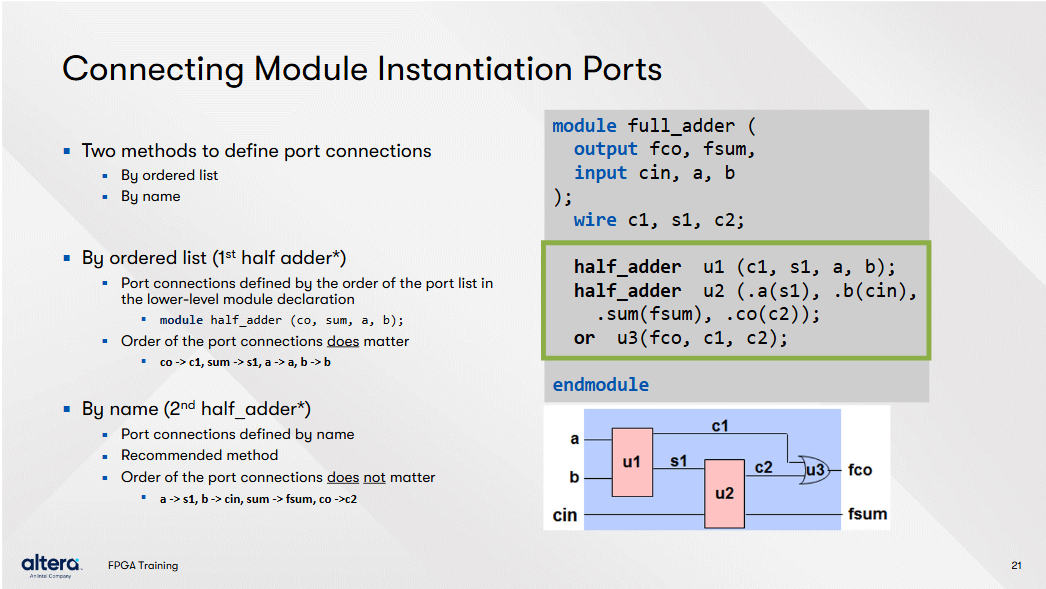 Connecting Module Instantiation Ports
▪ Two methods to define port connections
▪ By ordered list
▪ By name
▪ By ordered list (1st half adder*)
▪ Port connections defined by the order of the port list in
the lower-level module declaration
▪ module half_adder (co, sum, a, b);
▪ Order of the port connections does matter
▪ co -> c1, sum -> s1, a -> a, b -> b
▪ By name (2nd half_adder*)
▪ Port connections defined by name
▪ Recommended method
▪ Order of the port connections does not matter
▪ a -> s1, b -> cin, sum -> fsum, co ->c2
module full_adder (
output fco, fsum,
input cin, a, b
);
wire c1, s1, c2;
half_adder u1 (c1, s1, a, b);
half_adder u2 (.a(s1), .b(cin),
.sum(fsum), .co(c2));
or u3(fco, c1, c2);
endmodule
a
b
cin
u1
c1
s1
u2
c2
u3
fco
fsum
altera.
An Intel Company
FPGA Training
21